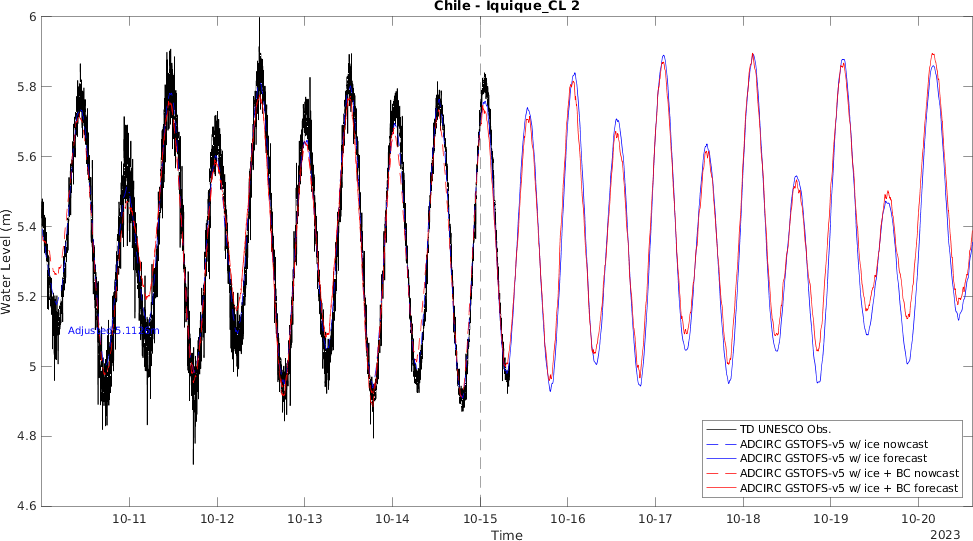 Chile - Iquique_CL 2
6
5.8
5.6
5.4
5.2
5
4.8
4.6
Water Level (m)
TD UNESCO Obs.
ADCIRC GSTOFS-v5 w/ ice nowcast
ADCIRC GSTOFS-v5 w/ ice forecast
ADCIRC GSTOFS-v5 w/ ice + BC nowcast
ADCIRC GSTOFS-v5 w/ ice + BC forecast
10-11 10-12 10-13 10-14 10-15 10-16 10-17 10-18 10-19 10-20
Time
2023